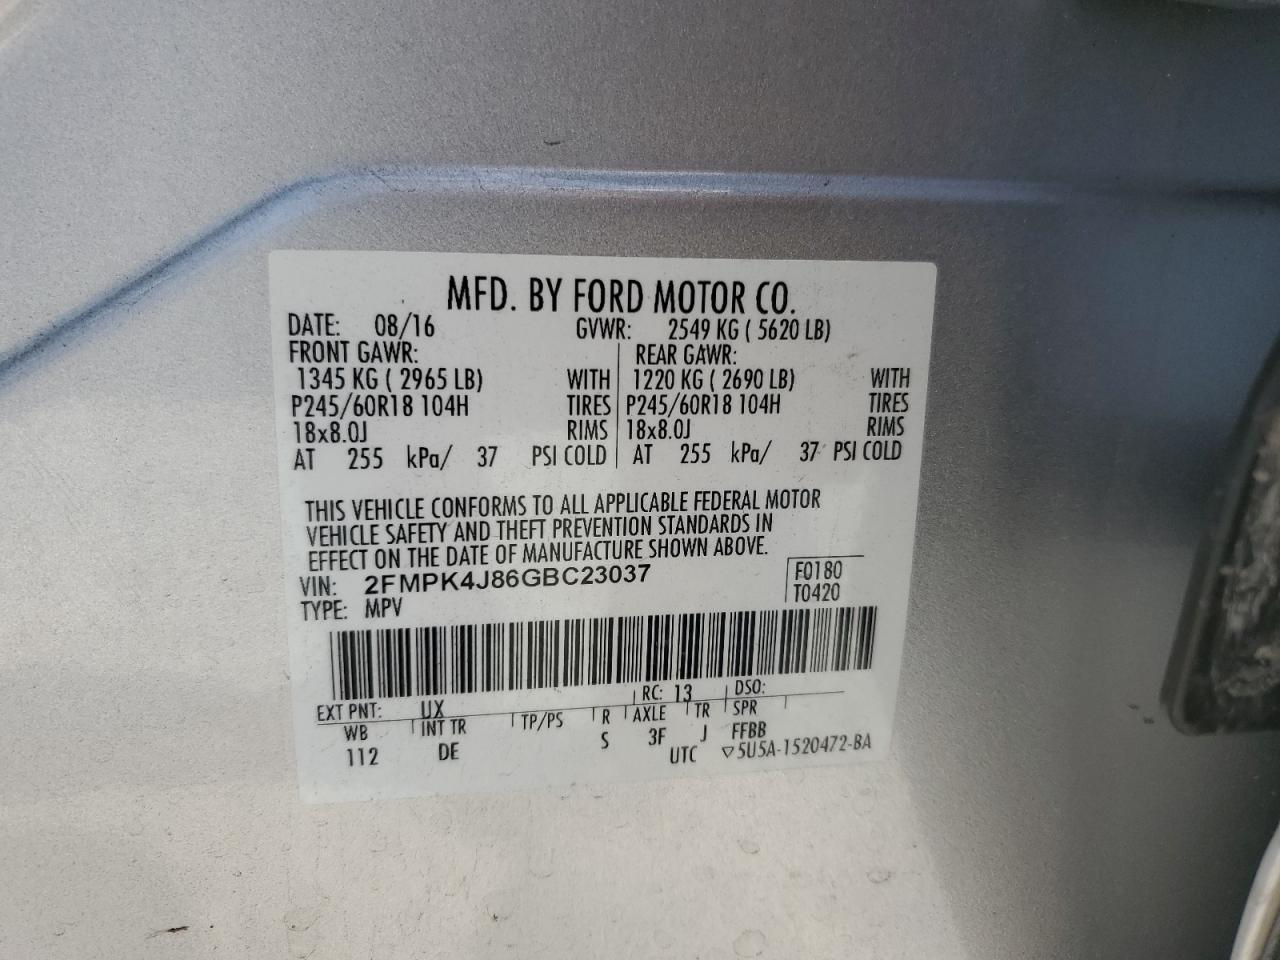 MFD. BY FORD MOTOR CO.
DATE: 08/16 GVWR: 2549 KG ( 5620 LB)
FRONT GAWR: REAR GAWR:
1345 KG ( 2965 LB) WITH 1220 KG ( 2690 LB) WITH
P245/60R18 104H TIRES P245/60R18 104H TIRES
18x8.0J RIMS 18x8.0J RIMS
AT 255 kPa/ 37 PSI COLD AT 255 kPa/ 37 PSI COLD
THIS VEHICLE CONFORMS TO ALL APPLICABLE FEDERAL MOTOR
VEHICLE SAFETY AND THEFT PREVENTION STANDARDS IN
EFFECT ON THE DATE OF MANUFACTURE SHOWN ABOVE.
VIN: 2FMPK4J86GBC23037 F0180
TYPE: MPV T0420
RC: 13 DSO:
EXT PNT: UX
WB INT TR TP/PS R AXLE TR SPR
112 DE S 3F J FFBB
UTC ▽5U5A-1520472-BA